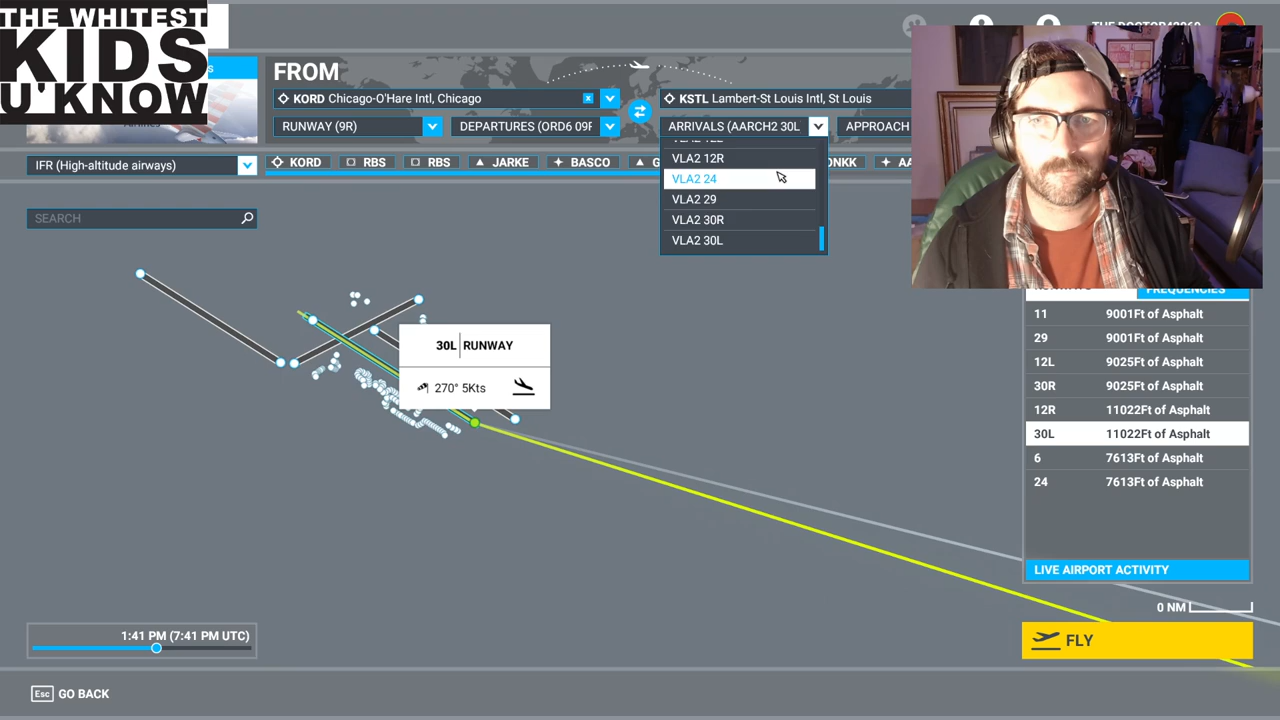 THE WHITEST
KIDS
U'KNOW
FROM
KORD Chicago-O'Hare Intl, Chicago
KSTL Lambert-St Louis Intl, St Louis
RUNWAY (9R)
DEPARTURES (ORD6 09R
ARRIVALS (AARCH2 30L
APPROACH
IFR (High-altitude airways)
KORD
RBS
RBS
JARKE
BASCO
VLA2 12R
VLA2 24
VLA2 29
VLA2 30R
VLA2 30L
SEARCH
30L RUNWAY
270° 5Kts
FREQUENCIES
11 9001Ft of Asphalt
29 9001Ft of Asphalt
12L 9025Ft of Asphalt
30R 9025Ft of Asphalt
12R 11022Ft of Asphalt
30L 11022Ft of Asphalt
6 7613Ft of Asphalt
24 7613Ft of Asphalt
LIVE AIRPORT ACTIVITY
0 NM
1:41 PM (7:41 PM UTC)
FLY
Esc GO BACK